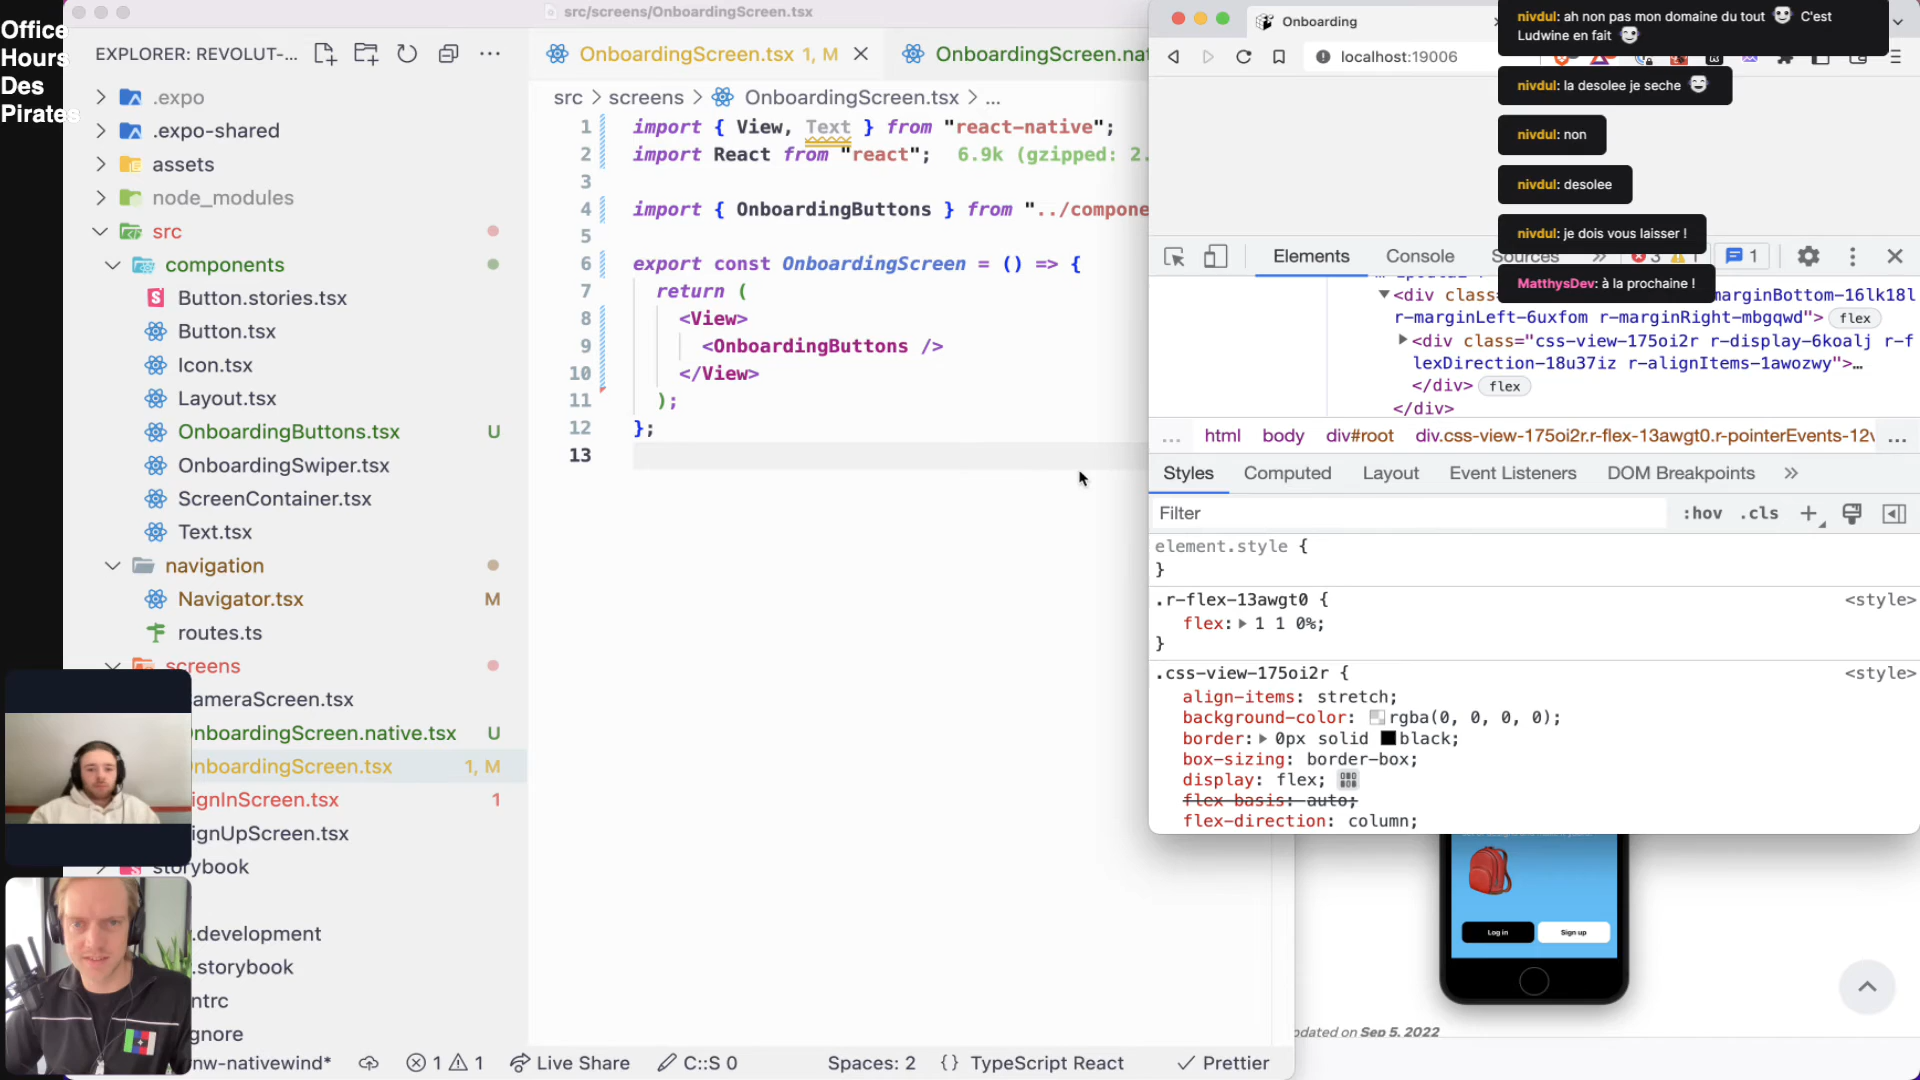 Office
Hours
Des
Pirates
src/screens/OnboardingScreen.tsx
EXPLORER: REVOLUT-...
.expo
.expo-shared
assets
node_modules
src
components
Button.stories.tsx
Button.tsx
Icon.tsx
Layout.tsx
OnboardingButtons.tsx U
OnboardingSwiper.tsx
ScreenContainer.tsx
Text.tsx
navigation
Navigator.tsx M
routes.ts
screens
ameraScreen.tsx
nboardingScreen.native.tsx U
nboardingScreen.tsx 1, M
ignInScreen.tsx 1
ignUpScreen.tsx
storybook
.development
.storybook
ntrc
gnore
OnboardingScreen.tsx 1, M
OnboardingScreen.nat
src > screens > OnboardingScreen.tsx > ...
1 import { View, Text } from "react-native";
2 import React from "react"; 6.9k (gzipped: 2.
3
4 import { OnboardingButtons } from "../compone
5
6 export const OnboardingScreen = () => {
7 return (
8 <View>
9 <OnboardingButtons />
10 </View>
11 );
12 };
13
rnw-nativewind* 1 1 Live Share C::S 0 Spaces: 2 {} TypeScript React Prettier
Onboarding
localhost:19006
nivdul: ah non pas mon domaine du tout C'est
Ludwine en fait
nivdul: la desolee je seche
nivdul: non
nivdul: desolee
nivdul: je dois vous laisser !
MatthysDev: à la prochaine !
Elements Console Sources » 3 1 1
<div class= marginBottom-16lk18l
r-marginLeft-6uxfom r-marginRight-mbgqwd"> flex
<div class="css-view-175oi2r r-display-6koalj r-f
lexDirection-18u37iz r-alignItems-1awozwy">…
</div> flex
</div>
... html body div#root div.css-view-175oi2r.r-flex-13awgt0.r-pointerEvents-12v ...
Styles Computed Layout Event Listeners DOM Breakpoints »
Filter :hov .cls +
element.style {
}
.r-flex-13awgt0 { <style>
flex: 1 1 0%;
}
.css-view-175oi2r { <style>
align-items: stretch;
background-color: rgba(0, 0, 0, 0);
border: 0px solid black;
box-sizing: border-box;
display: flex;
flex-basis: auto;
flex-direction: column;
Log in Sign up
pdated on Sep 5, 2022